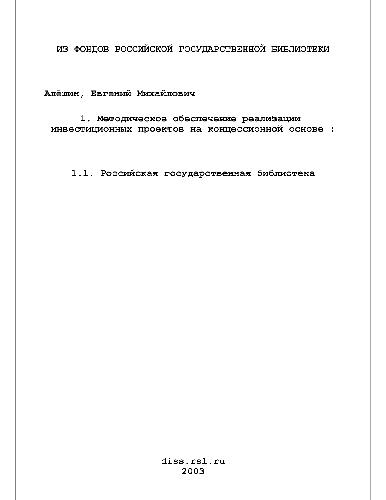 ИЗ ФОНДОВ РОССИЙСКОЙ ГОСУДАРСТВЕННОЙ БИБЛИОТЕКИ
Алёшин, Евгений Михайлович
1. Методическое обеспечение реализации
инвестиционных проектов на концессионной основе :
1.1. Российская государственная библиотека
diss.rsl.ru
2003